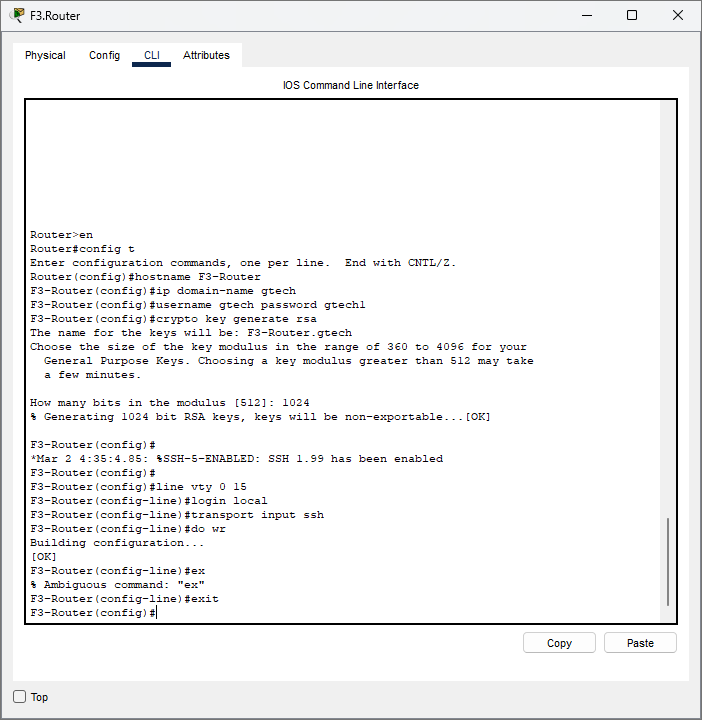 F3.Router
Physical Config CLI Attributes
IOS Command Line Interface
Router>en
Router#config t
Enter configuration commands, one per line.  End with CNTL/Z.
Router(config)#hostname F3-Router
F3-Router(config)#ip domain-name gtech
F3-Router(config)#username gtech password gtech1
F3-Router(config)#crypto key generate rsa
The name for the keys will be: F3-Router.gtech
Choose the size of the key modulus in the range of 360 to 4096 for your
  General Purpose Keys. Choosing a key modulus greater than 512 may take
  a few minutes.
How many bits in the modulus [512]: 1024
% Generating 1024 bit RSA keys, keys will be non-exportable...[OK]
F3-Router(config)#
*Mar 2 4:35:4.85: %SSH-5-ENABLED: SSH 1.99 has been enabled
F3-Router(config)#
F3-Router(config)#line vty 0 15
F3-Router(config-line)#login local
F3-Router(config-line)#transport input ssh
F3-Router(config-line)#do wr
Building configuration...
[OK]
F3-Router(config-line)#ex
% Ambiguous command: "ex"
F3-Router(config-line)#exit
F3-Router(config)#
Copy Paste
Top